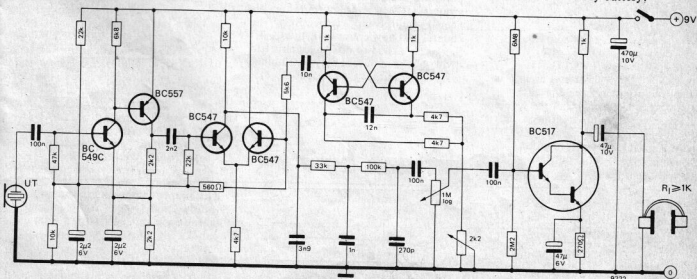 y battery,
22k
6k8
10k
1k
1k
6M8
1k
9V
+
470µ
10V
BC557
10n
5k6
BC547
BC547
BC547
12n
4k7
4k7
BC
549C
BC547
100n
47k
2k2
2n2
22k
560Ω
33k
100k
100n
1M
log
100n
BC517
47µ
10V
RI≥1K
UT
10k
2µ2
6V
2µ2
6V
2k2
4k7
3n9
1n
270p
2k2
2M2
47µ
6V
270Ω
0